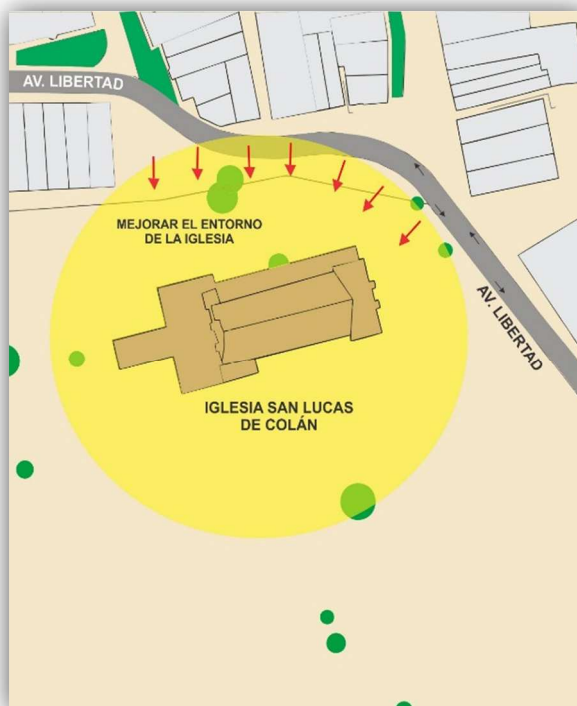 AV. LIBERTAD
MEJORAR EL ENTORNO
DE LA IGLESIA
AV. LIBERTAD
IGLESIA SAN LUCAS
DE COLÁN